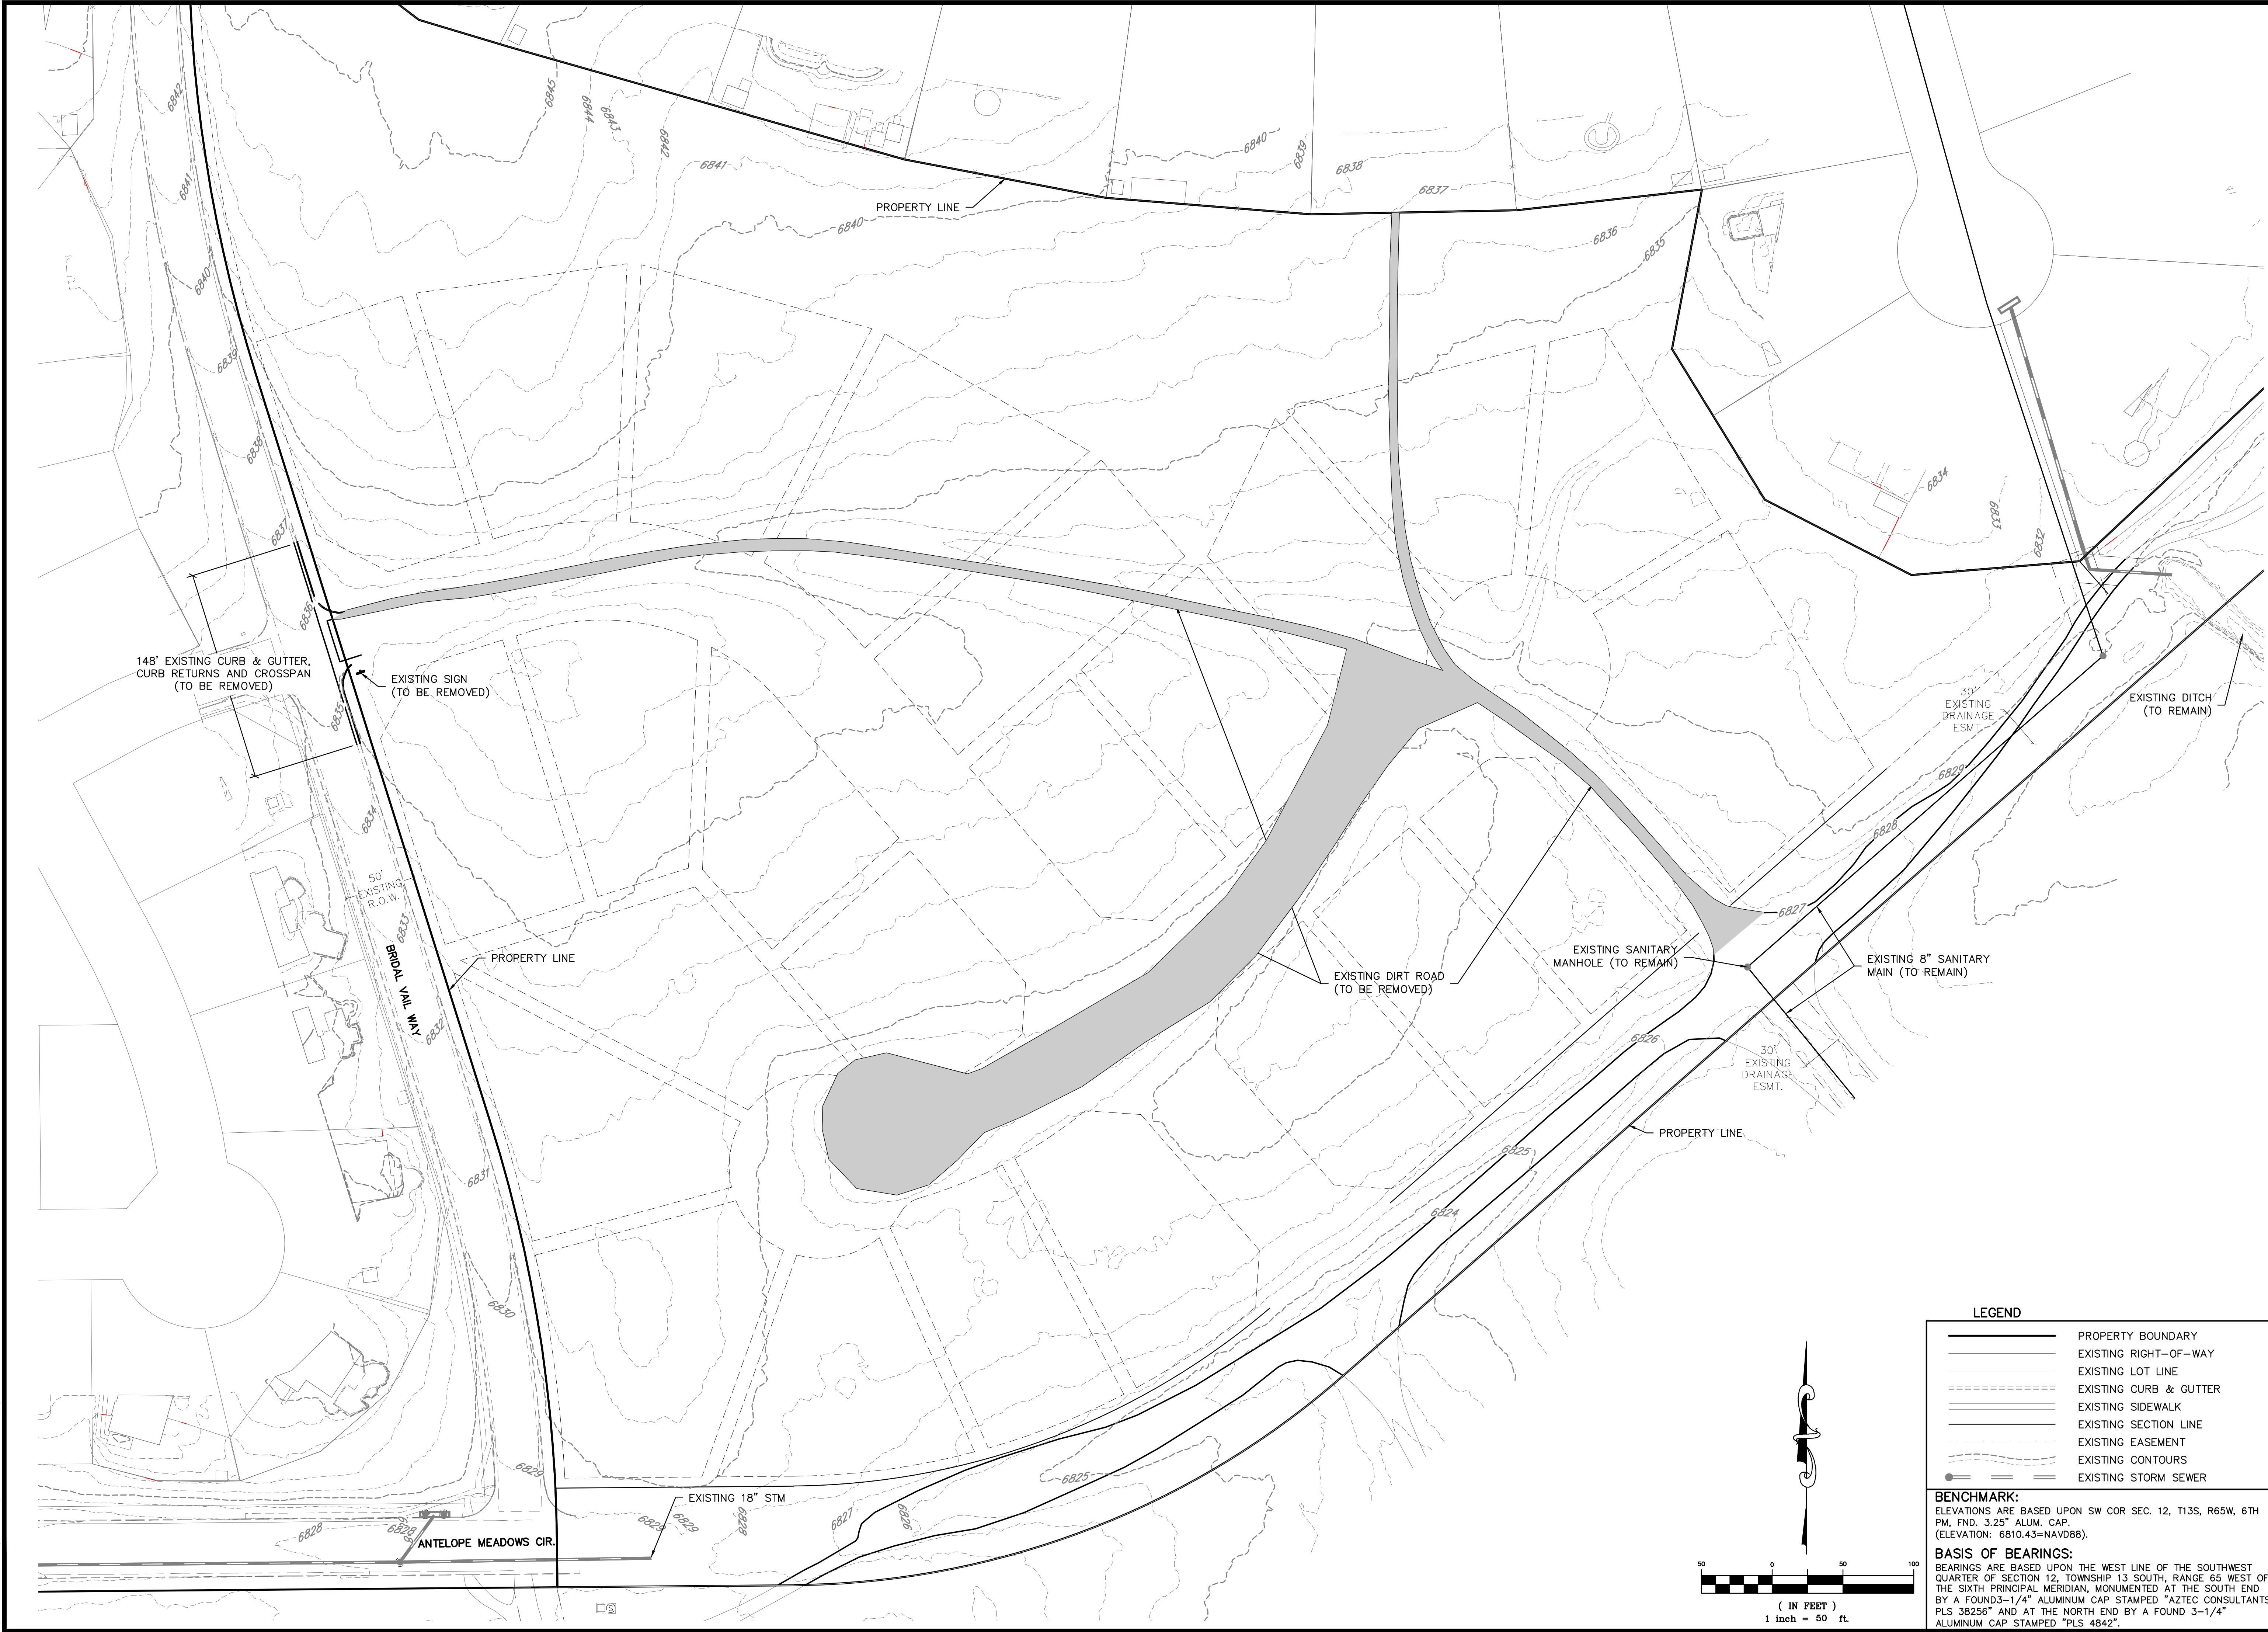 6842
6841
6840
6839
6838
6837
6836
6835
6834
6833
6832
6831
6830
6829
6845
6844
6843
6842
6841
6840
6840
6839
6838
6837
6836
6835
PROPERTY LINE
148' EXISTING CURB & GUTTER,
CURB RETURNS AND CROSSPAN
(TO BE REMOVED)
EXISTING SIGN
(TO BE REMOVED)
6834
6833
6832
30'
EXISTING
DRAINAGE
ESMT.
EXISTING DITCH
(TO REMAIN)
6829
6828
6827
50'
EXISTING
R.O.W.
BRIDAL VAIL WAY
PROPERTY LINE
EXISTING DIRT ROAD
(TO BE REMOVED)
EXISTING SANITARY
MANHOLE (TO REMAIN)
EXISTING 8" SANITARY
MAIN (TO REMAIN)
6826
30'
EXISTING
DRAINAGE
ESMT.
PROPERTY LINE
6825
6824
6825
EXISTING 18" STM
6828
6828
6829
ANTELOPE MEADOWS CIR.
6829
6829
6828
6827
6826
50
0
50
100
( IN FEET )
1 inch = 50 ft.
LEGEND
PROPERTY BOUNDARY
EXISTING RIGHT-OF-WAY
EXISTING LOT LINE
EXISTING CURB & GUTTER
EXISTING SIDEWALK
EXISTING SECTION LINE
EXISTING EASEMENT
EXISTING CONTOURS
EXISTING STORM SEWER
BENCHMARK:
ELEVATIONS ARE BASED UPON SW COR SEC. 12, T13S, R65W, 6TH
PM, FND. 3.25" ALUM. CAP.
(ELEVATION: 6810.43=NAVD88).
BASIS OF BEARINGS:
BEARINGS ARE BASED UPON THE WEST LINE OF THE SOUTHWEST
QUARTER OF SECTION 12, TOWNSHIP 13 SOUTH, RANGE 65 WEST OF
THE SIXTH PRINCIPAL MERIDIAN, MONUMENTED AT THE SOUTH END
BY A FOUND3-1/4" ALUMINUM CAP STAMPED "AZTEC CONSULTANTS
PLS 38256" AND AT THE NORTH END BY A FOUND 3-1/4"
ALUMINUM CAP STAMPED "PLS 4842".